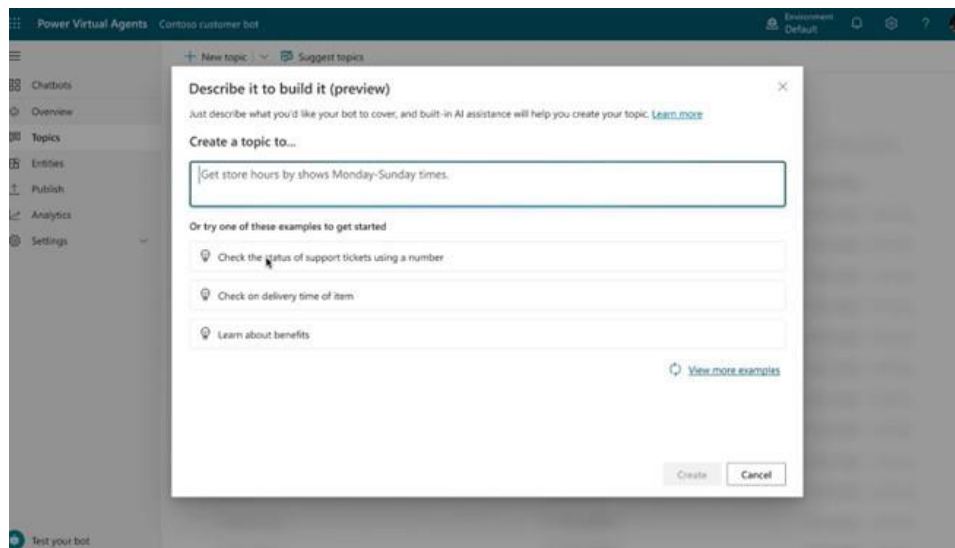 Power Virtual Agents Contoso customer bot
Environment
Default
?
New topic
Suggest topics
Chatbots
Overview
Topics
Entities
Publish
Analytics
Settings
Test your bot
Describe it to build it (preview)
Just describe what you'd like your bot to cover, and built-in AI assistance will help you create your topic. Learn more
Create a topic to...
Get store hours by shows Monday-Sunday times.
Or try one of these examples to get started
Check the status of support tickets using a number
Check on delivery time of item
Learn about benefits
View more examples
Create
Cancel